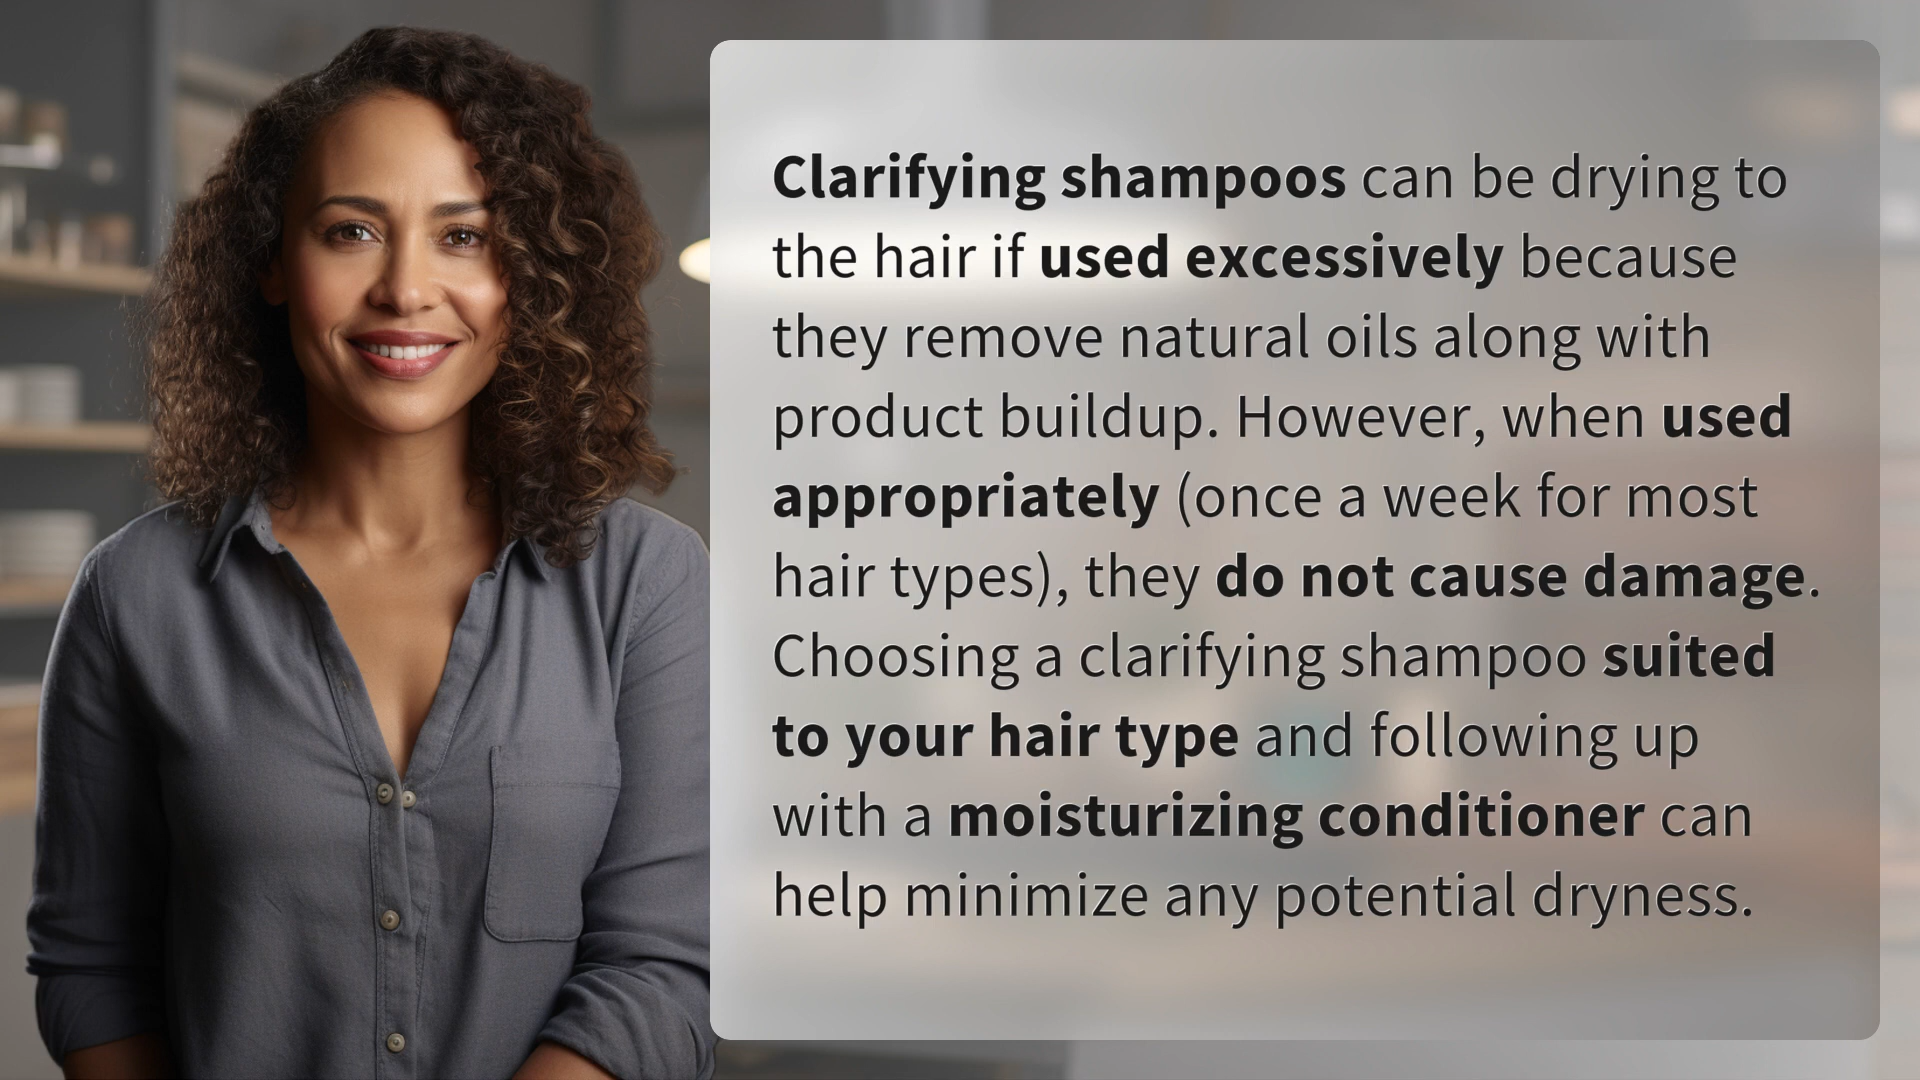 Clarifying shampoos can be drying to
the hair if used excessively because
they remove natural oils along with
product buildup. However, when used
appropriately (once a week for most
hair types), they do not cause damage.
Choosing a clarifying shampoo suited
to your hair type and following up
with a moisturizing conditioner can
help minimize any potential dryness.